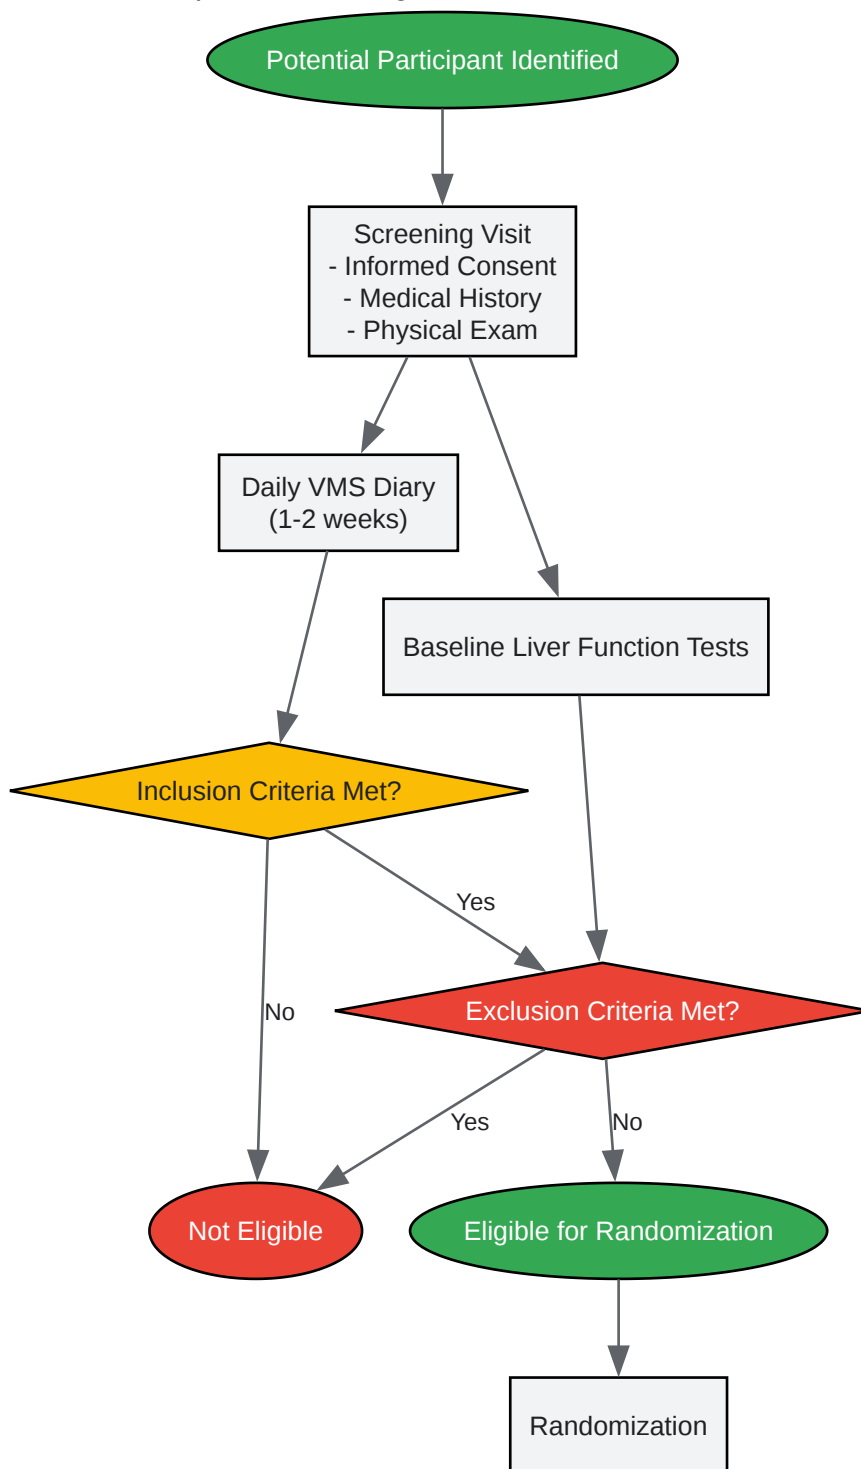 Potential Participant Identified
Screening Visit
- Informed Consent
- Medical History
- Physical Exam
Daily VMS Diary
(1-2 weeks)
Baseline Liver Function Tests
Inclusion Criteria Met?
Yes
No
Exclusion Criteria Met?
Yes
No
Not Eligible
Eligible for Randomization
Randomization